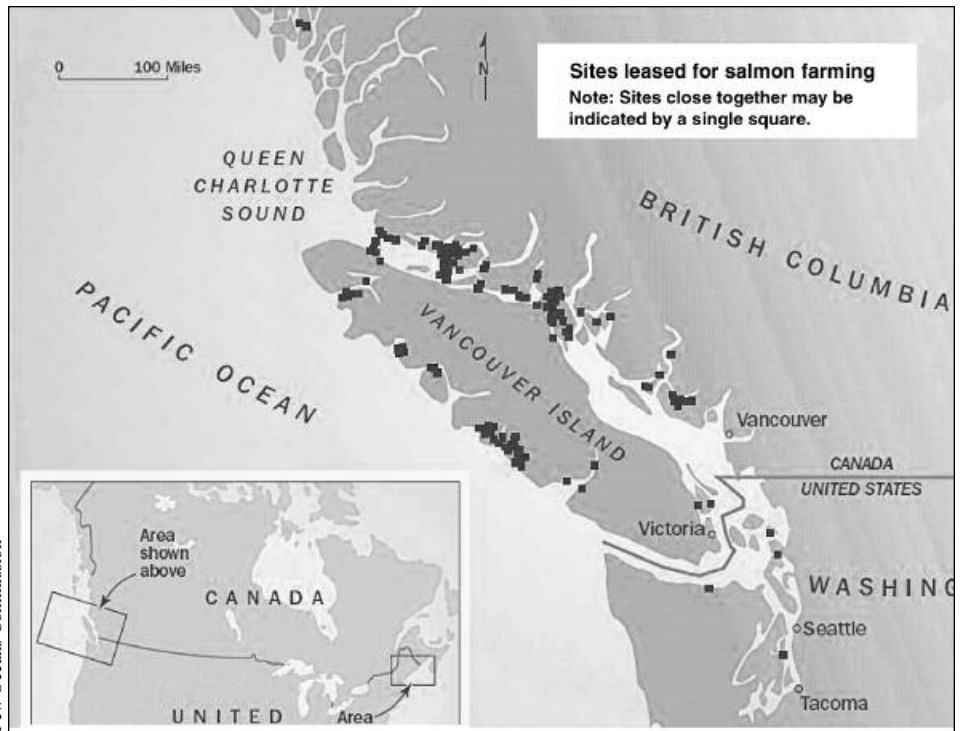 0 100 Miles
N
Sites leased for salmon farming
Note: Sites close together may be
indicated by a single square.
QUEEN
CHARLOTTE
SOUND
BRITISH COLUMBIA
PACIFIC OCEAN
VANCOUVER ISLAND
Vancouver
CANADA
UNITED STATES
Victoria
WASHING
Seattle
Tacoma
Area
shown
above
CANADA
UNITED
Area